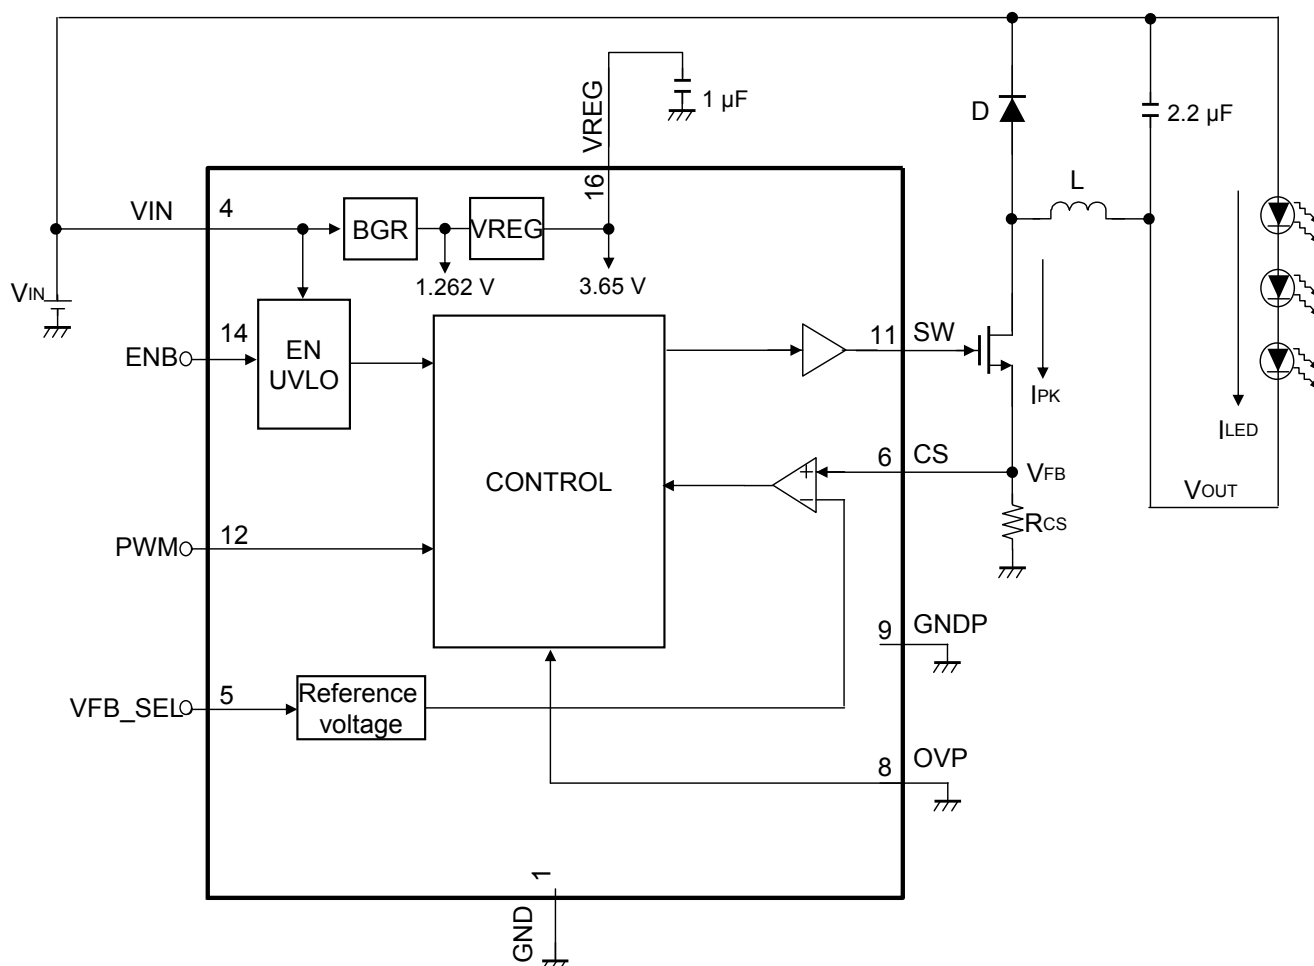 VREG
1 µF
D
2.2 µF
L
16
VIN
4
BGR
VREG
1.262 V
3.65 V
VIN
14
ENB
EN
UVLO
11
SW
IPK
ILED
CONTROL
6
CS
+
−
VFB
VOUT
RCS
PWM
12
9
GNDP
VFB_SEL
5
Reference
voltage
8
OVP
1
GND